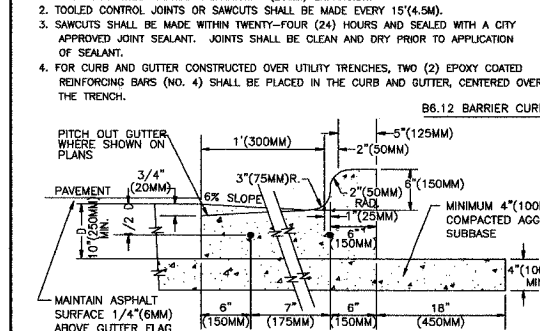 2. TOOLED CONTROL JOINTS OR SAWCUTS SHALL BE MADE EVERY 15'(4.5M).
3. SAWCUTS SHALL BE MADE WITHIN TWENTY-FOUR (24) HOURS AND SEALED WITH A CITY
APPROVED JOINT SEALANT. JOINTS SHALL BE CLEAN AND DRY PRIOR TO APPLICATION
OF SEALANT.
4. FOR CURB AND GUTTER CONSTRUCTED OVER UTILITY TRENCHES, TWO (2) EPOXY COATED
REINFORCING BARS (NO. 4) SHALL BE PLACED IN THE CURB AND GUTTER, CENTERED OVER
THE TRENCH.
B6.12 BARRIER CUR
PITCH OUT GUTTER
WHERE SHOWN ON
PLANS
1'(300MM)
5"(125MM)
2"(50MM)
3/4"
(20MM)
3"(75MM)R.
6"(150MM)
PAVEMENT
6% SLOPE
2"(50MM)
RAD.
1"(25MM)
MINIMUM 4"(100
COMPACTED AGG
SUBBASE
D
10"(250MM)
MIN.
1/2 D
6"
(150MM)
4"(100
MIN
MAINTAIN ASPHALT
SURFACE 1/4"(6MM)
ABOVE GUTTER FLAG
6"
(150MM)
7"
(175MM)
6"
(150MM)
18"
(450MM)